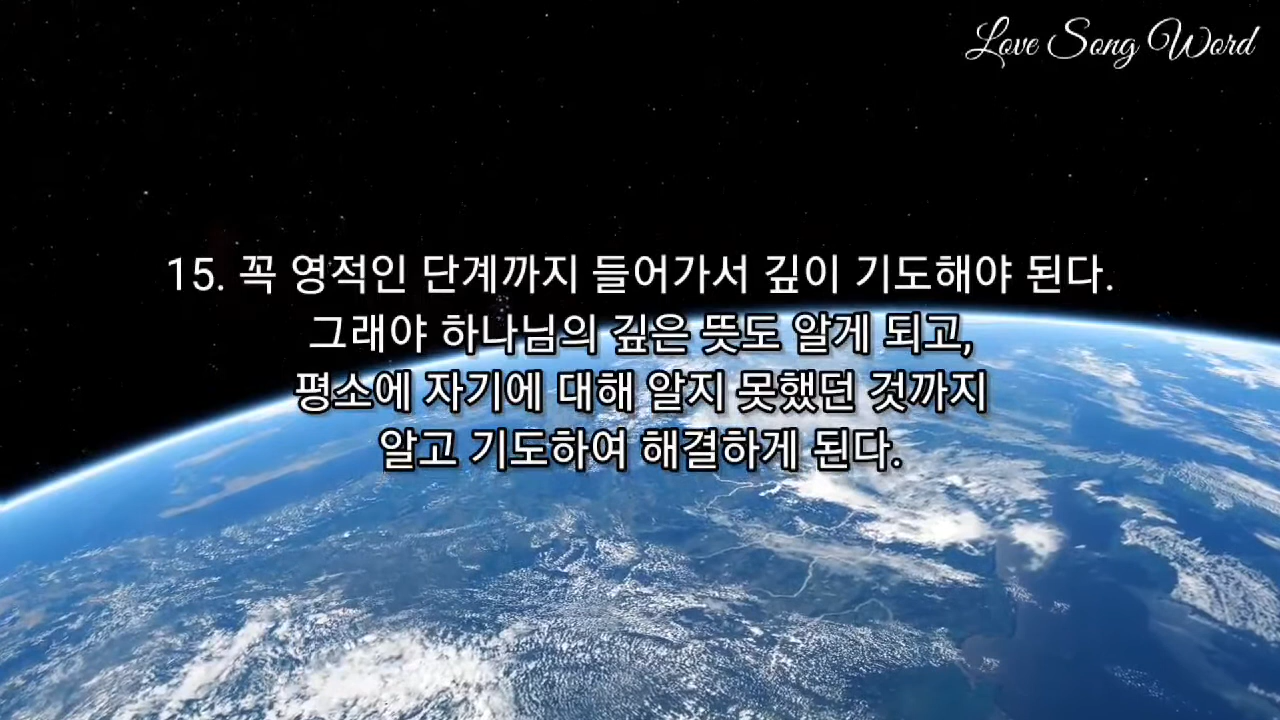 Love Song Word
15. 꼭 영적인 단계까지 들어가서 깊이 기도해야 된다.
그래야 하나님의 깊은 뜻도 알게 되고,
평소에 자기에 대해 알지 못했던 것까지
알고 기도하여 해결하게 된다.